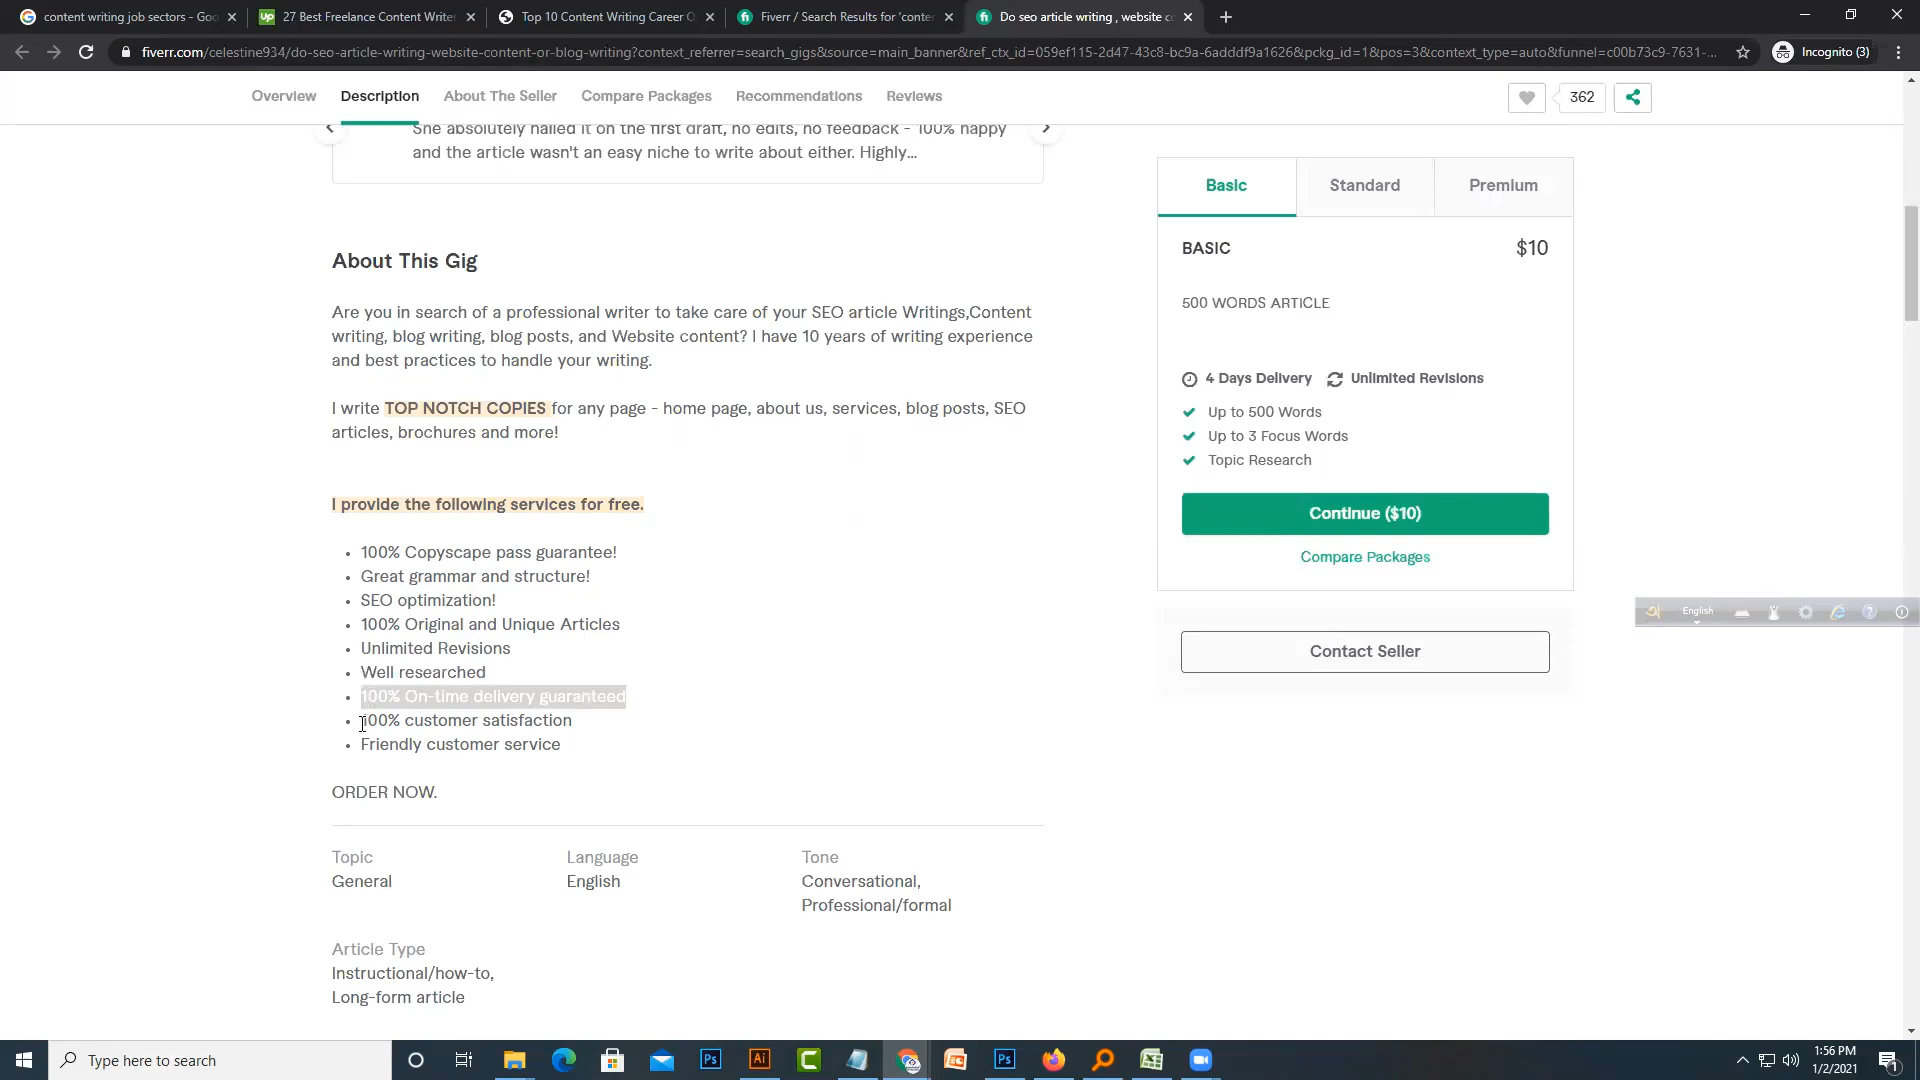 content writing job sectors - Goo
27 Best Freelance Content Writer
Top 10 Content Writing Career O
Fiverr / Search Results for 'conter
Do seo article writing , website co
fiverr.com/celestine934/do-seo-article-writing-website-content-or-blog-writing?context_referrer=search_gigs&source=main_banner&ref_ctx_id=059ef115-2d47-43c8-bc9a-6adddf9a1626&pckg_id=1&pos=3&context_type=auto&funnel=c00b73c9-7631-...
Incognito (3)
Overview Description About The Seller Compare Packages Recommendations Reviews
362
She absolutely nailed it on the first draft, no edits, no feedback - 100% happy
and the article wasn't an easy niche to write about either. Highly...
About This Gig
Are you in search of a professional writer to take care of your SEO article Writings,Content
writing, blog writing, blog posts, and Website content? I have 10 years of writing experience
and best practices to handle your writing.
I write TOP NOTCH COPIES for any page - home page, about us, services, blog posts, SEO
articles, brochures and more!
I provide the following services for free.
• 100% Copyscape pass guarantee!
• Great grammar and structure!
• SEO optimization!
• 100% Original and Unique Articles
• Unlimited Revisions
• Well researched
• 100% On-time delivery guaranteed
• 100% customer satisfaction
• Friendly customer service
ORDER NOW.
Topic Language Tone
General English Conversational,
Professional/formal
Article Type
Instructional/how-to,
Long-form article
Basic Standard Premium
BASIC $10
500 WORDS ARTICLE
4 Days Delivery Unlimited Revisions
Up to 500 Words
Up to 3 Focus Words
Topic Research
Continue ($10)
Compare Packages
Contact Seller
English
Type here to search
Ps
Ai
Ps
1:56 PM
1/2/2021
1